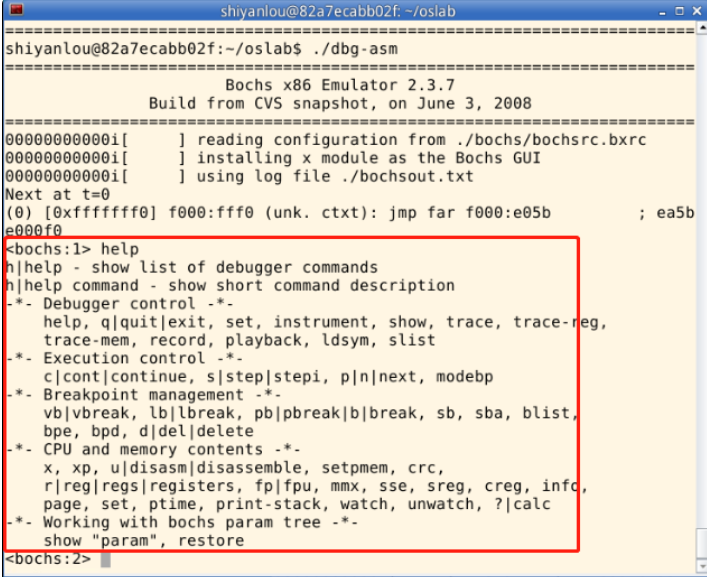 shiyanlou@82a7ecabb02f: ~/oslab
================================================================================
shiyanlou@82a7ecabb02f:~/oslab$ ./dbg-asm
================================================================================
Bochs x86 Emulator 2.3.7
Build from CVS snapshot, on June 3, 2008
================================================================================
00000000000i[     ] reading configuration from ./bochs/bochsrc.bxrc
00000000000i[     ] installing x module as the Bochs GUI
00000000000i[     ] using log file ./bochsout.txt
Next at t=0
(0) [0xfffffff0] f000:fff0 (unk. ctxt): jmp far f000:e05b          ; ea5b
e000f0
<bochs:1> help
h|help - show list of debugger commands
h|help command - show short command description
-*- Debugger control -*-
    help, q|quit|exit, set, instrument, show, trace, trace-reg,
    trace-mem, record, playback, ldsym, slist
-*- Execution control -*-
    c|cont|continue, s|step|stepi, p|n|next, modebp
-*- Breakpoint management -*-
    vb|vbreak, lb|lbreak, pb|pbreak|b|break, sb, sba, blist,
    bpe, bpd, d|del|delete
-*- CPU and memory contents -*-
    x, xp, u|disasm|disassemble, setpmem, crc,
    r|reg|regs|registers, fp|fpu, mmx, sse, sreg, creg, info,
    page, set, ptime, print-stack, watch, unwatch, ?|calc
-*- Working with bochs param tree -*-
    show "param", restore
<bochs:2>